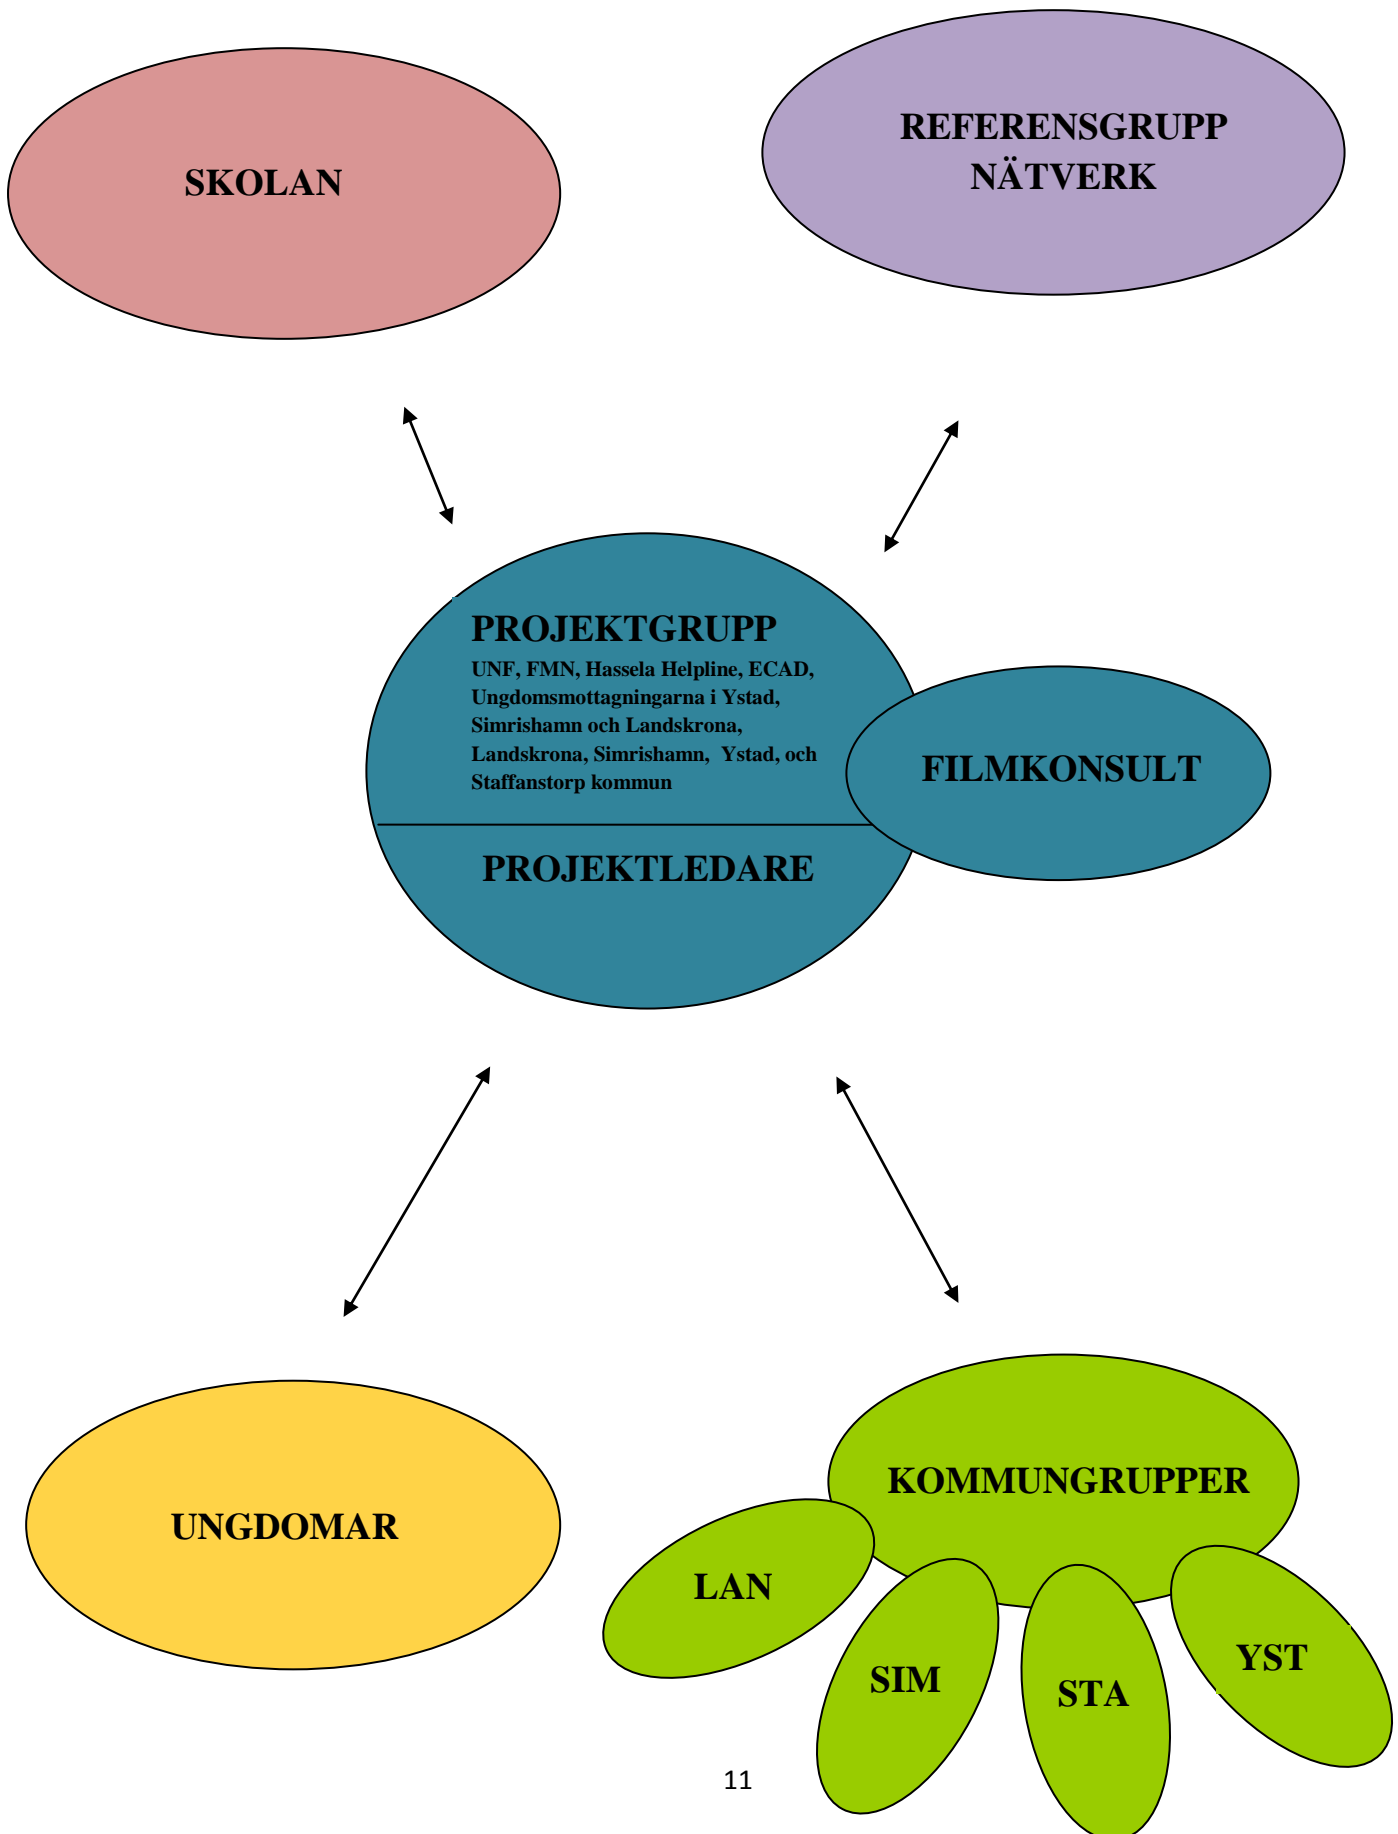 SKOLAN
REFERENSGRUPP
NÄTVERK
PROJEKTGRUPP
UNF, FMN, Hassela Helpline, ECAD,
Ungdomsmottagningarna i Ystad,
Simrishamn och Landskrona,
Landskrona, Simrishamn, Ystad, och
Staffanstorp kommun
FILMKONSULT
PROJEKTLEDARE
UNGDOMAR
KOMMUNGRUPPER
LAN
SIM
STA
YST
11